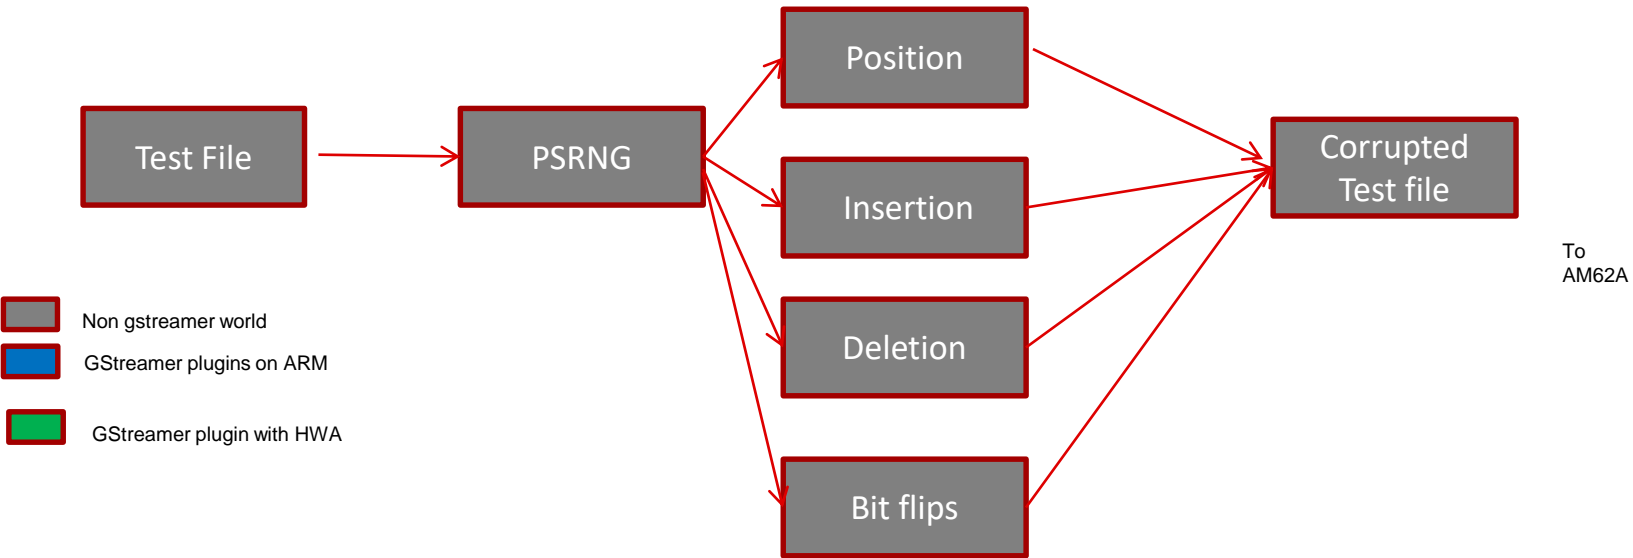 Position
Test File
PSRNG
Corrupted
Test file
Insertion
To
AM62A
Deletion
Bit flips
Non gstreamer world
GStreamer plugins on ARM
GStreamer plugin with HWA